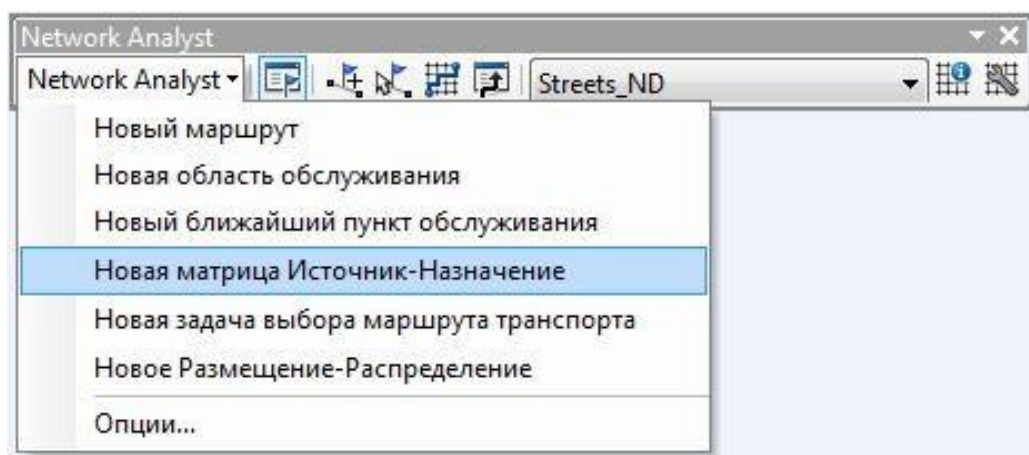 Network Analyst
Network Analyst Streets_ND
Новый маршрут
Новая область обслуживания
Новый ближайший пункт обслуживания
Новая матрица Источник-Назначение
Новая задача выбора маршрута транспорта
Новое Размещение-Распределение
Опции...